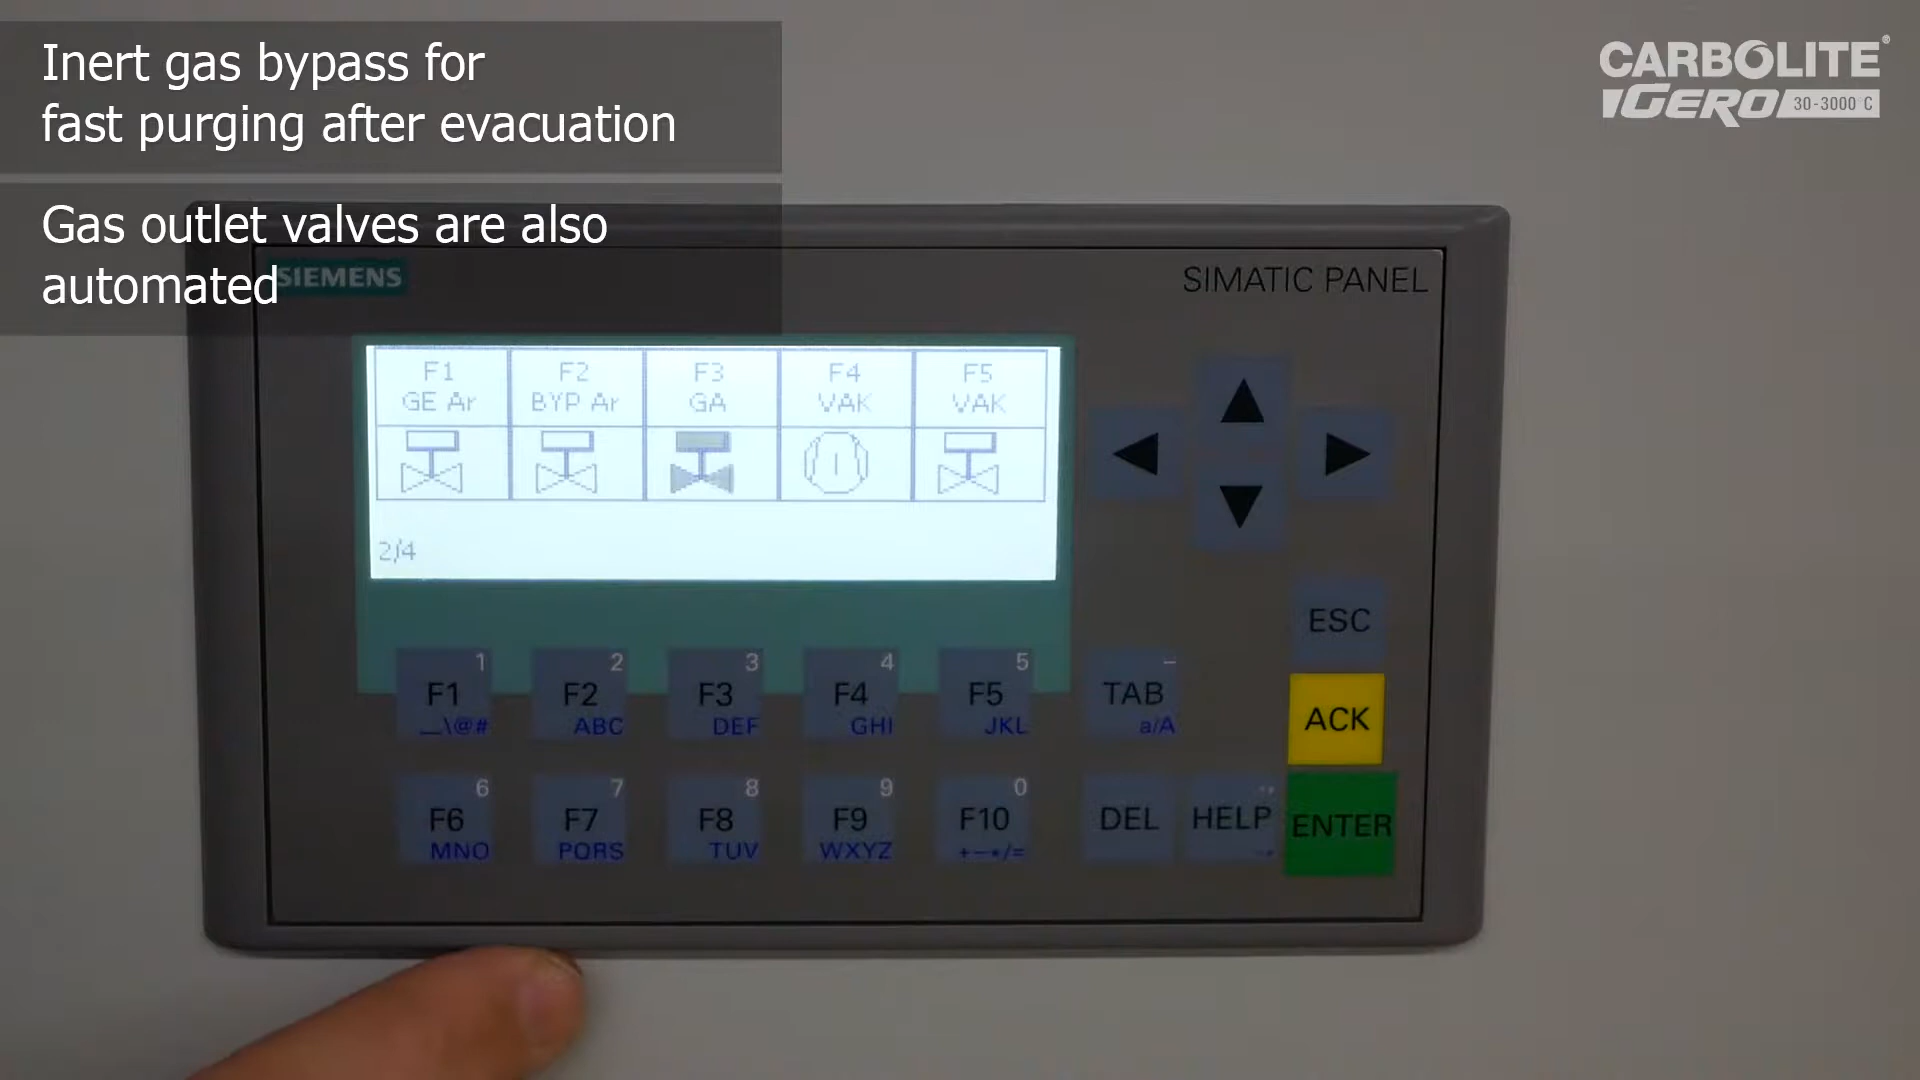 Inert gas bypass for
fast purging after evacuation
Gas outlet valves are also
automated
CARBOLITE®
GERO 30-3000°C
SIEMENS
SIMATIC PANEL
F1 F2 F3 F4 F5
GE Ar BYP Ar GA VAK VAK
2/4
ESC
1 2 3 4 5 –
F1 F2 F3 F4 F5 TAB
_\@# ABC DEF GHI JKL a/A
ACK
6 7 8 9 0
F6 F7 F8 F9 F10 DEL HELP ENTER
MNO PQRS TUV WXYZ +-*/=